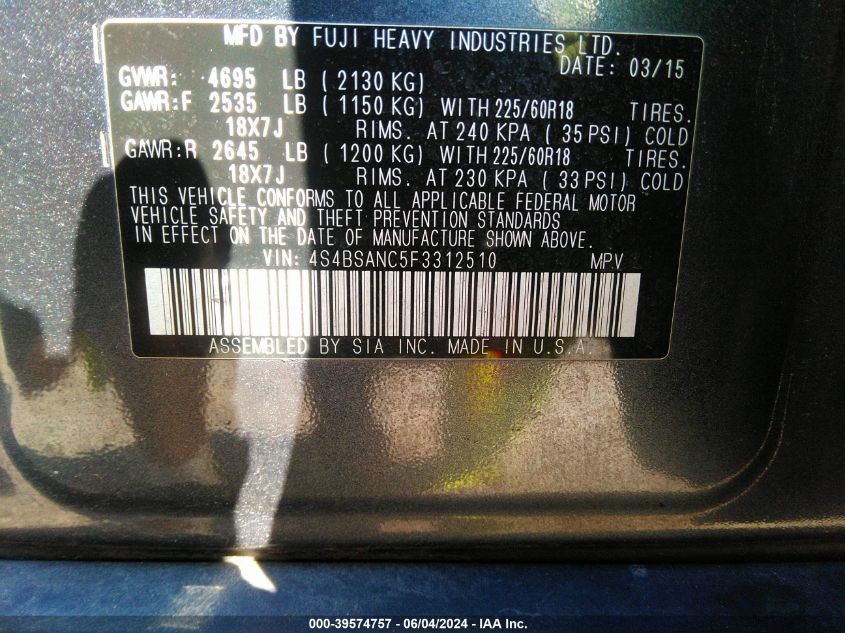 MFD BY FUJI HEAVY INDUSTRIES LTD.
DATE: 03/15
GVWR: 4695 LB ( 2130 KG)
GAWR:F 2535 LB ( 1150 KG) WITH 225/60R18 TIRES.
18X7J RIMS. AT 240 KPA ( 35 PSI) COLD
GAWR:R 2645 LB ( 1200 KG) WITH 225/60R18 TIRES.
18X7J RIMS. AT 230 KPA ( 33 PSI) COLD
THIS VEHICLE CONFORMS TO ALL APPLICABLE FEDERAL MOTOR
VEHICLE SAFETY AND THEFT PREVENTION STANDARDS
IN EFFECT ON THE DATE OF MANUFACTURE SHOWN ABOVE.
VIN: 4S4BSANC5F3312510 MPV
ASSEMBLED BY SIA INC. MADE IN U.S.A.
000-39574757 - 06/04/2024 - IAA Inc.